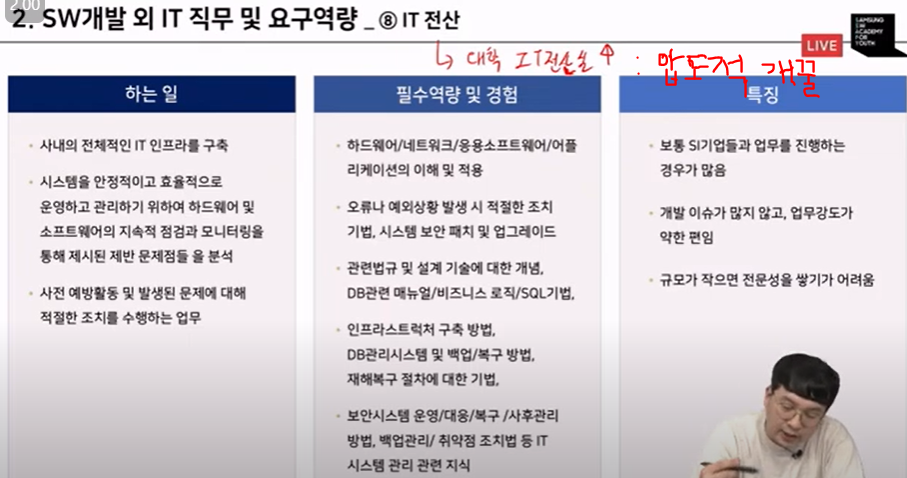 2:00
2. SW개발 외 IT 직무 및 요구역량 _ ⑧ IT 전산
SAMSUNG
SW
ACADEMY
FOR
YOUTH
LIVE
↳ 대학 IT전산실 ↑ : 압도적 개꿀
하는 일
• 사내의 전체적인 IT 인프라를 구축
• 시스템을 안정적이고 효율적으로
운영하고 관리하기 위하여 하드웨어 및
소프트웨어의 지속적 점검과 모니터링을
통해 제시된 제반 문제점들 을 분석
• 사전 예방활동 및 발생된 문제에 대해
적절한 조치를 수행하는 업무
필수역량 및 경험
• 하드웨어/네트워크/응용소프트웨어/어플
리케이션의 이해 및 적용
• 오류나 예외상황 발생 시 적절한 조치
기법, 시스템 보안 패치 및 업그레이드
• 관련법규 및 설계 기술에 대한 개념,
DB관련 매뉴얼/비즈니스 로직/SQL기법,
• 인프라스트럭처 구축 방법,
DB관리시스템 및 백업/복구 방법,
재해복구 절차에 대한 기법,
• 보안시스템 운영/대응/복구 /사후관리
방법, 백업관리/ 취약점 조치법 등 IT
시스템 관리 관련 지식
특징
• 보통 SI기업들과 업무를 진행하는
경우가 많음
• 개발 이슈가 많지 않고, 업무강도가
약한 편임
• 규모가 작으면 전문성을 쌓기가 어려움